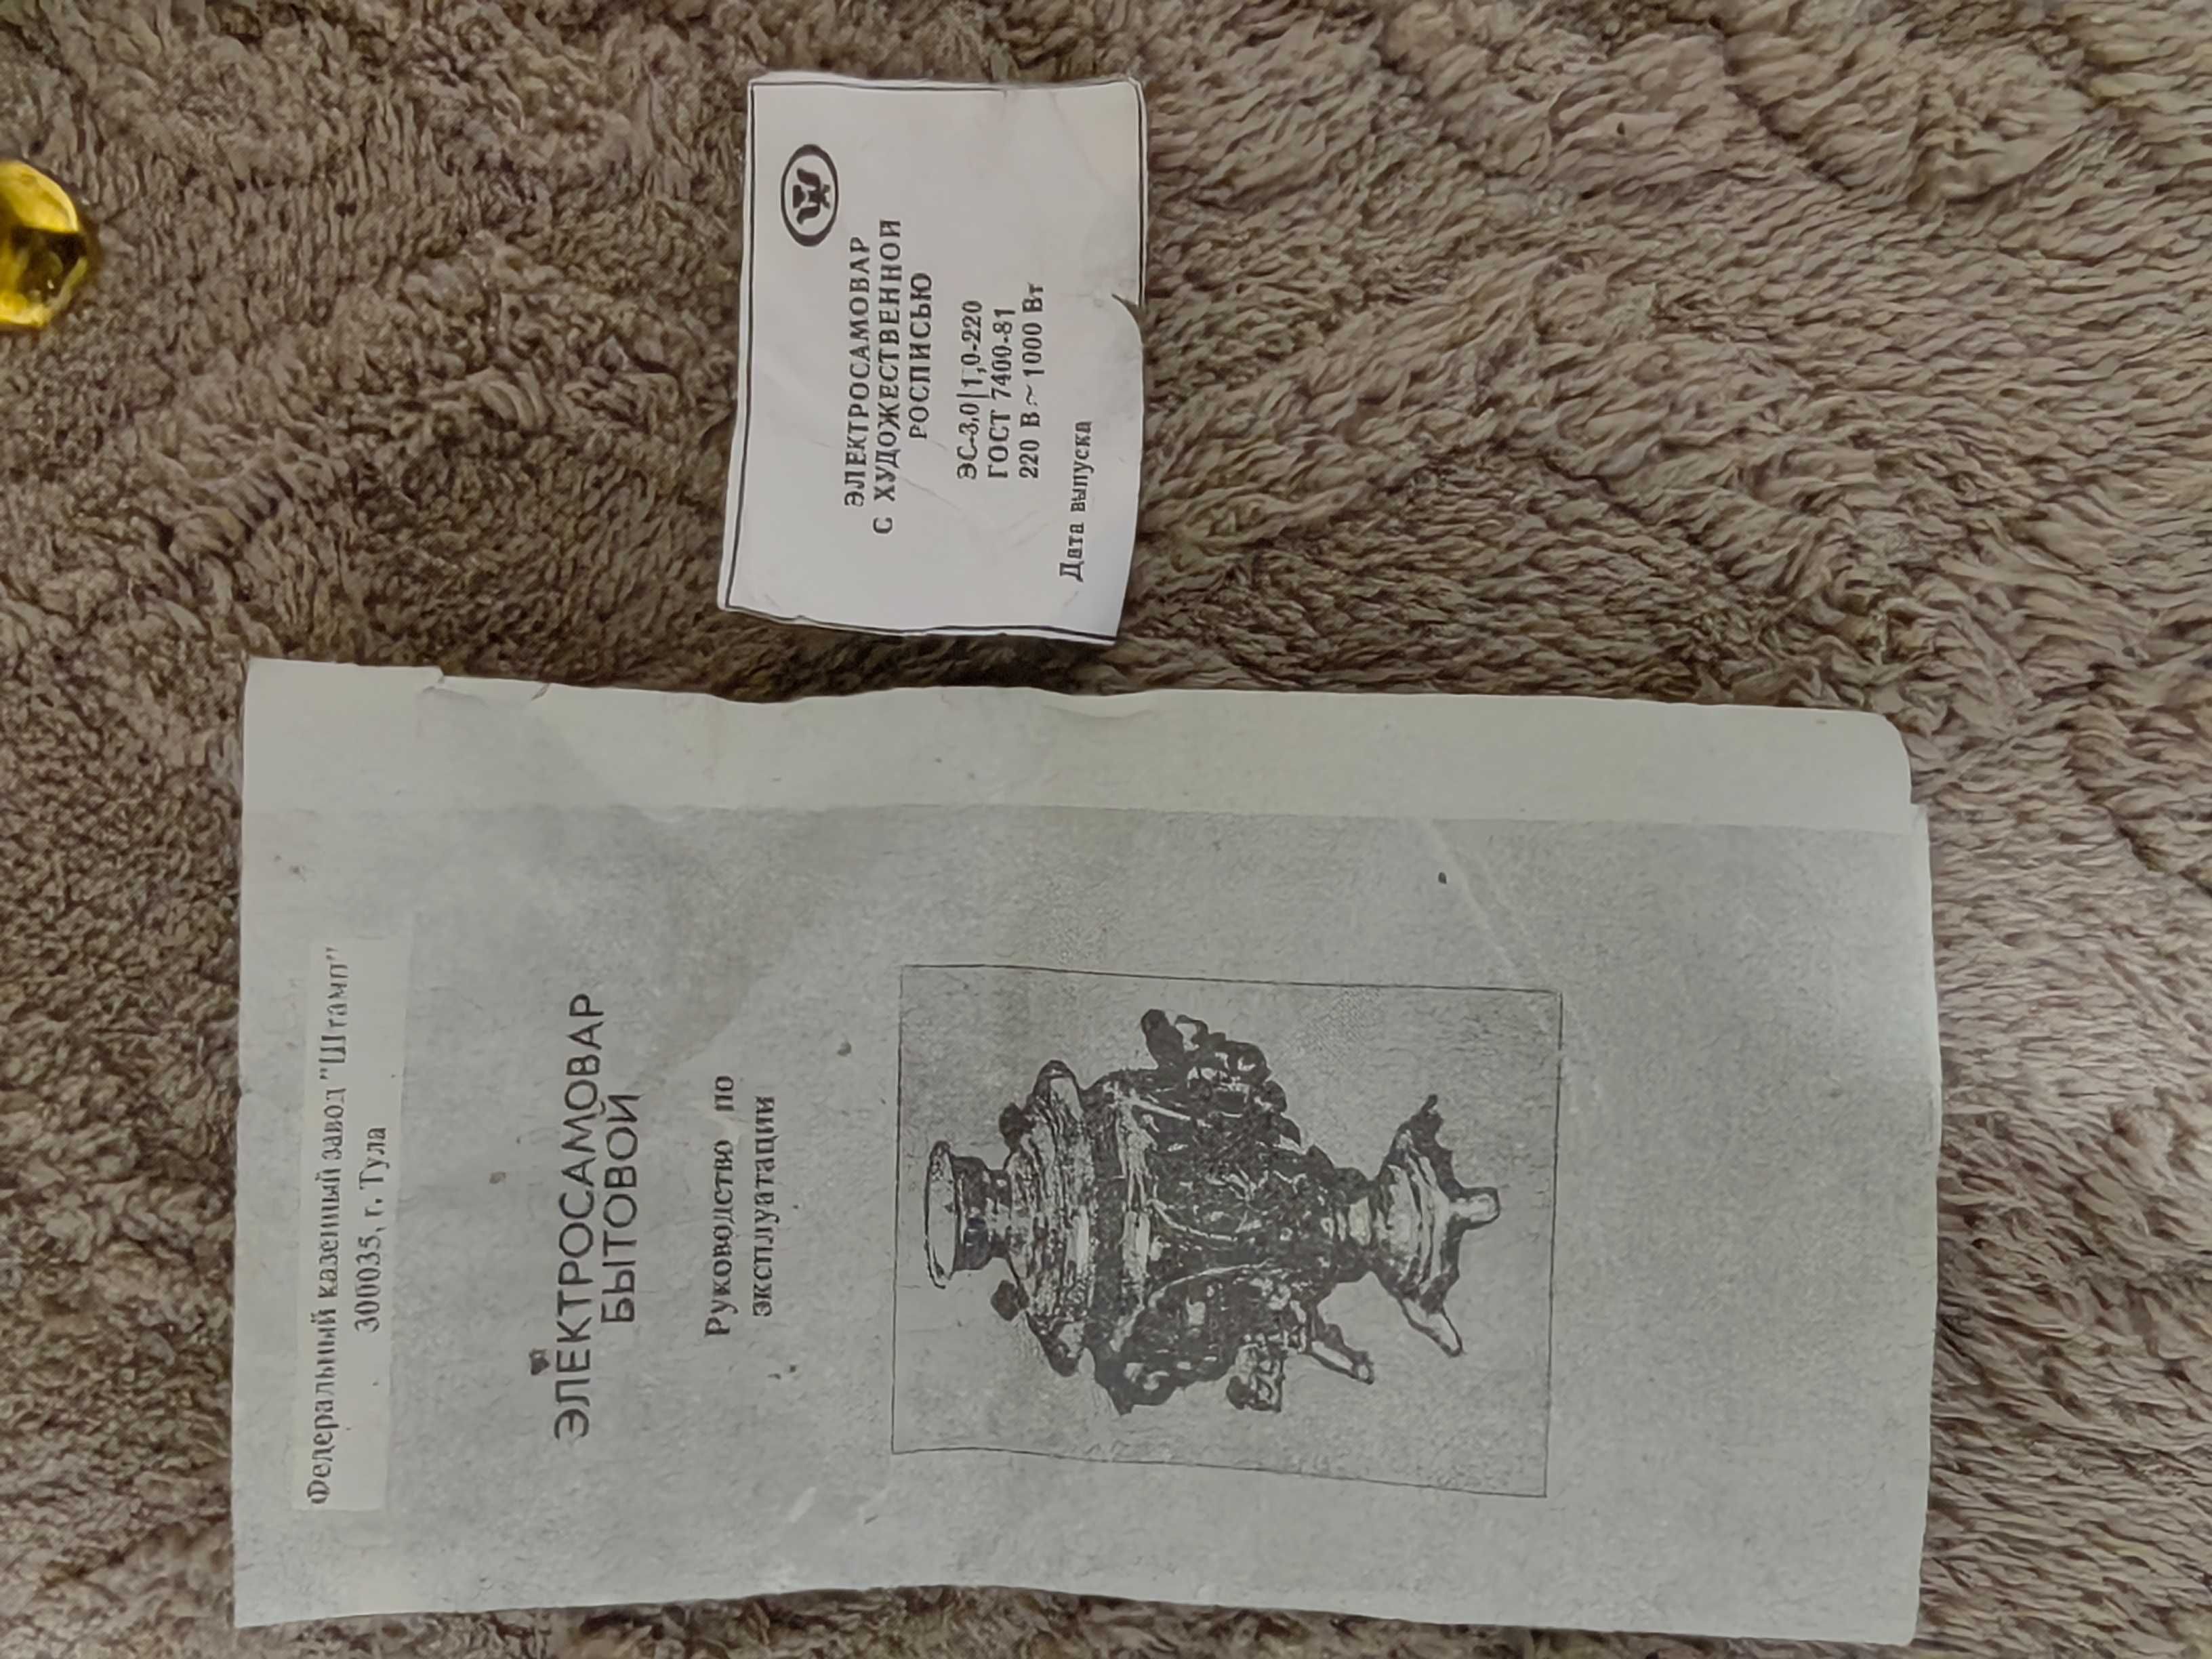 Федеральный казенный завод "Штамп"
300035, г. Тула
ЭЛЕКТРОСАМОВАР
БЫТОВОЙ
Руководство по
эксплуатации
ЭЛЕКТРОСАМОВАР
С ХУДОЖЕСТВЕННОЙ
РОСПИСЬЮ
ЭС-3,0|1,0-220
ГОСТ 7400-81
220 В ~ 1000 Вт
Дата выпуска